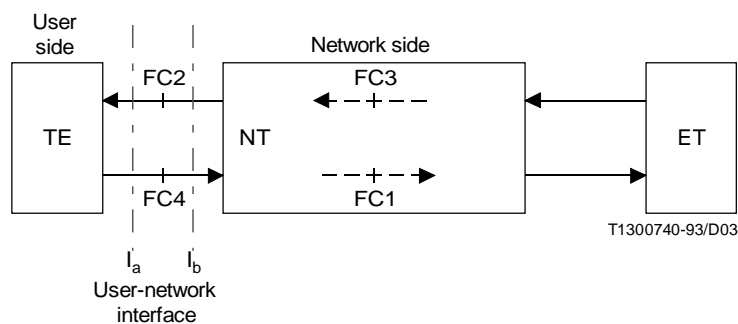 User
side
Network side
FC2
FC3
TE
NT
ET
FC4
FC1
T1300740-93/D03
Ia
Ib
User-network
interface